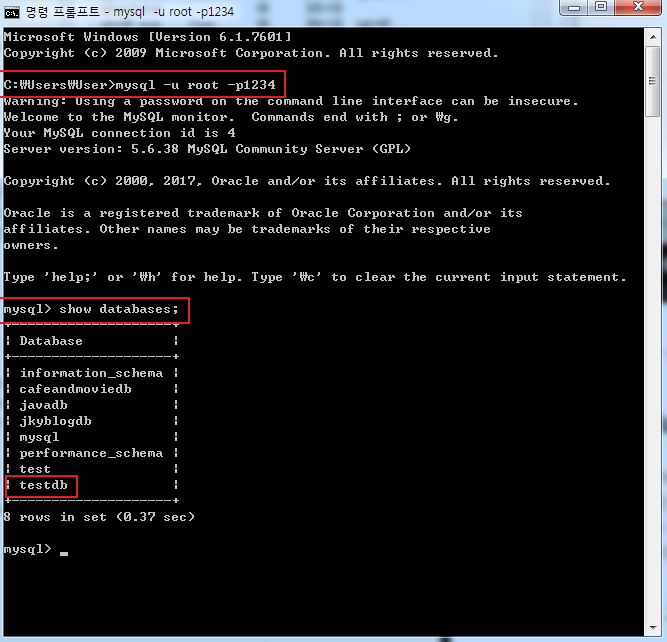 명령 프롬프트 - mysql -u root -p1234
Microsoft Windows [Version 6.1.7601]
Copyright (c) 2009 Microsoft Corporation. All rights reserved.
C:₩Users₩User>mysql -u root -p1234
Warning: Using a password on the command line interface can be insecure.
Welcome to the MySQL monitor.  Commands end with ; or ₩g.
Your MySQL connection id is 4
Server version: 5.6.38 MySQL Community Server (GPL)
Copyright (c) 2000, 2017, Oracle and/or its affiliates. All rights reserved.
Oracle is a registered trademark of Oracle Corporation and/or its
affiliates. Other names may be trademarks of their respective
owners.
Type 'help;' or '₩h' for help. Type '₩c' to clear the current input statement.
mysql> show databases;
+--------------------+
| Database           |
+--------------------+
| information_schema |
| cafeandmoviedb     |
| javadb             |
| jkyblogdb          |
| mysql              |
| performance_schema |
| test               |
| testdb             |
+--------------------+
8 rows in set (0.37 sec)
mysql> _